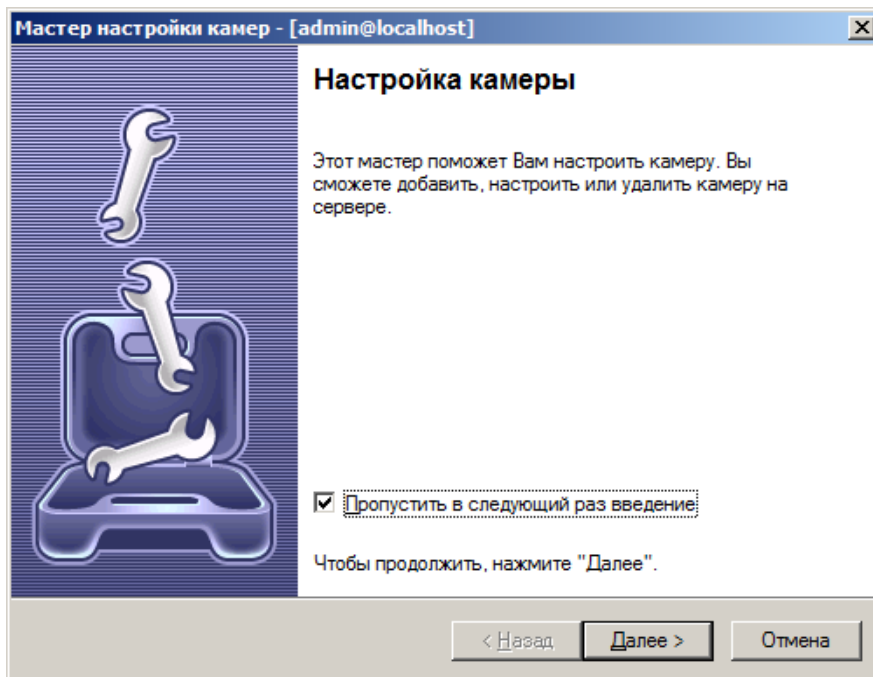 Мастер настройки камер - [admin@localhost]
Настройка камеры
Этот мастер поможет Вам настроить камеру. Вы
сможете добавить, настроить или удалить камеру на
сервере.
Пропустить в следующий раз введение
Чтобы продолжить, нажмите "Далее".
< Назад Далее > Отмена